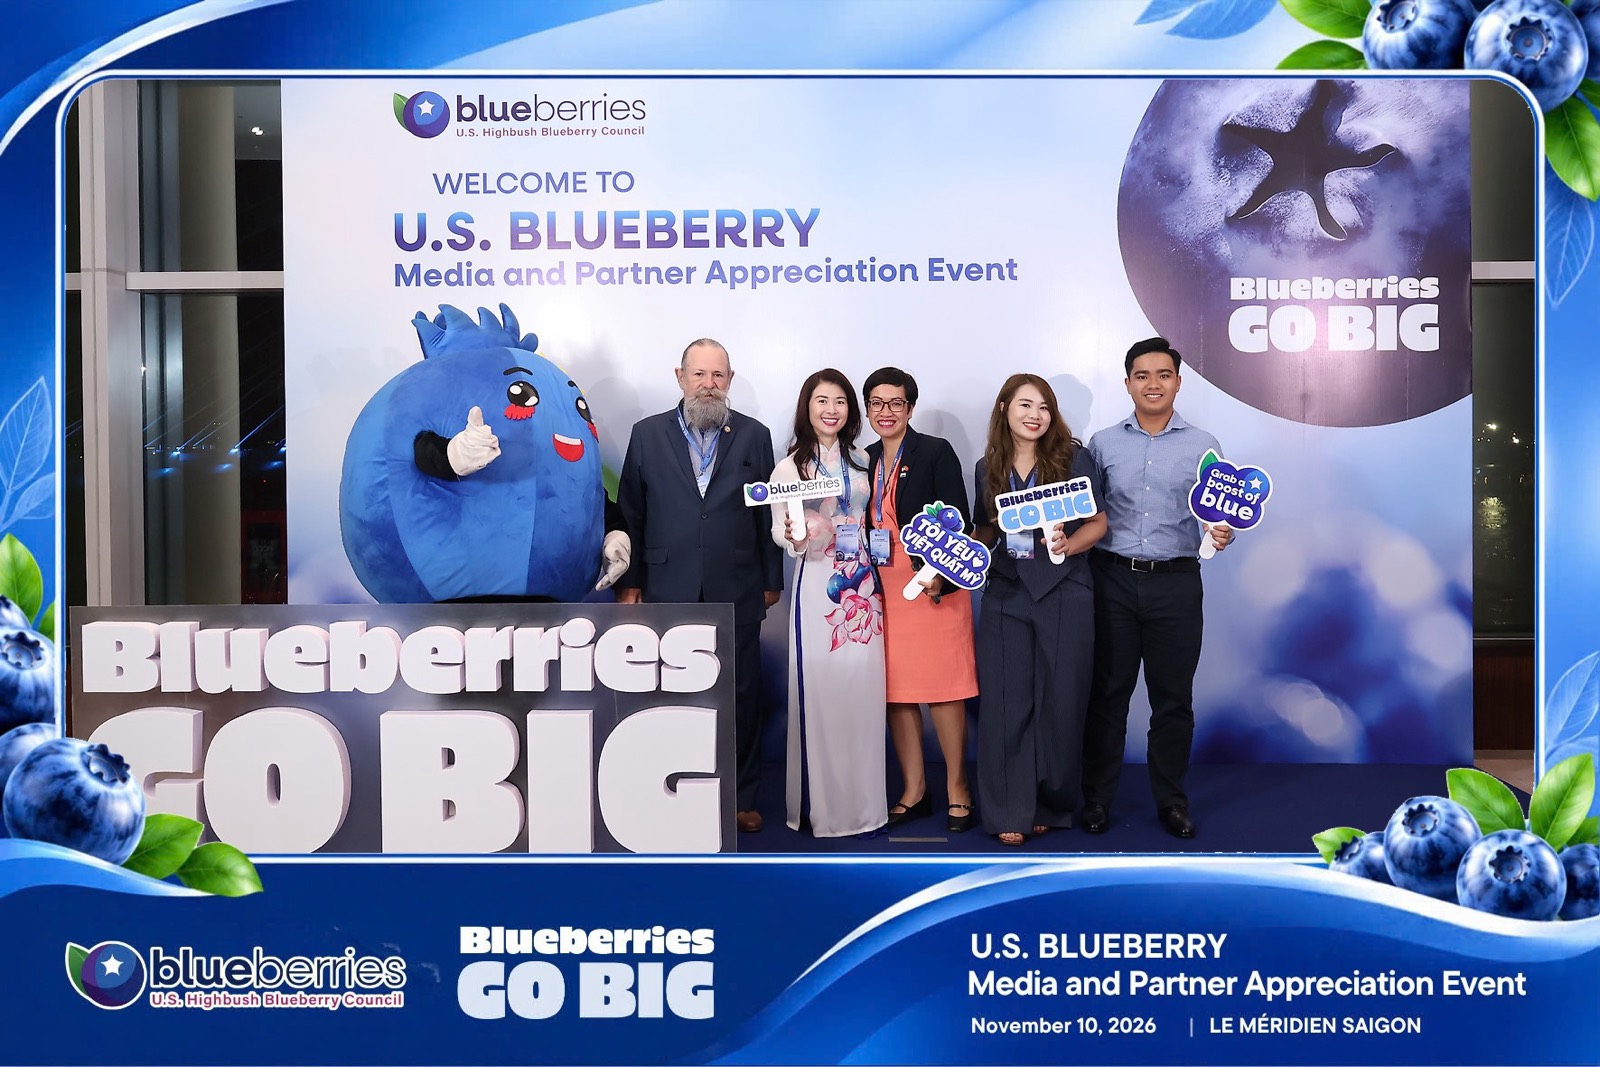 blueberries
U.S. Highbush Blueberry Council
WELCOME TO
U.S. BLUEBERRY
Media and Partner Appreciation Event
Blueberries
GO BIG
blueberries
U.S. Highbush Blueberry Council
TÔI YÊU
VIỆT QUẤT MỸ
Blueberries
GO BIG
Grab a
boost of
blue
Blueberries
GO BIG
blueberries
U.S. Highbush Blueberry Council
Blueberries
GO BIG
U.S. BLUEBERRY
Media and Partner Appreciation Event
November 10, 2026 | LE MÉRIDIEN SAIGON